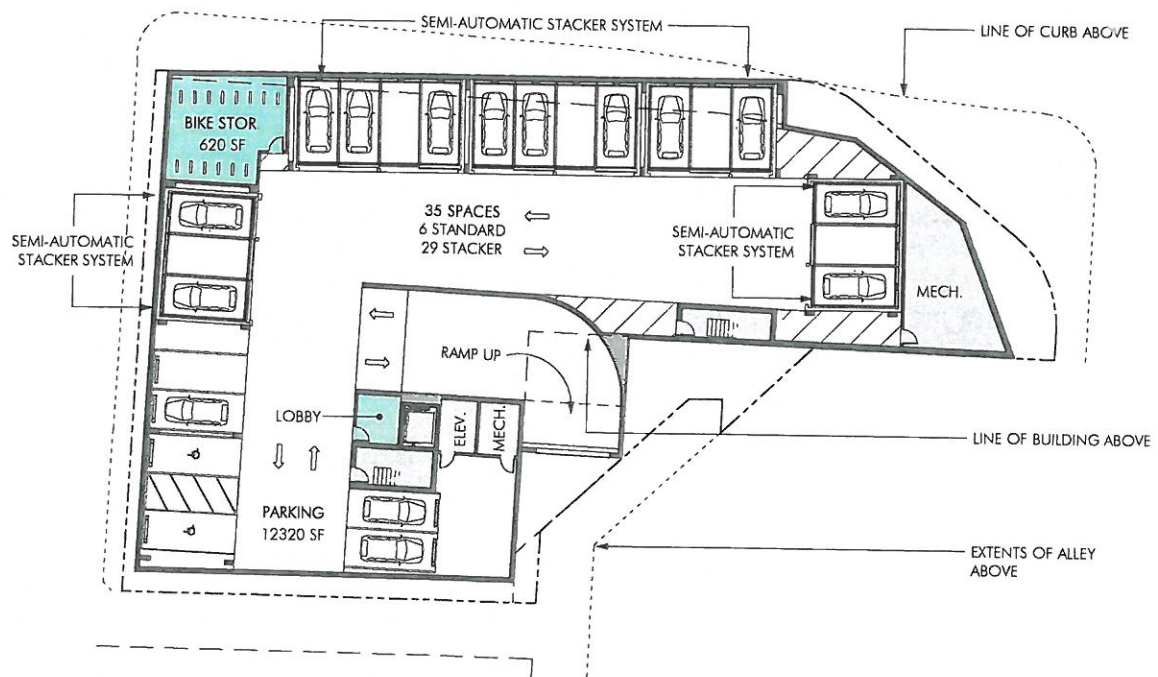 SEMI-AUTOMATIC STACKER SYSTEM
LINE OF CURB ABOVE
BIKE STOR.
620 SF
35 SPACES
6 STANDARD
29 STACKER
SEMI-AUTOMATIC
STACKER SYSTEM
SEMI-AUTOMATIC
STACKER SYSTEM
MECH.
RAMP UP
LOBBY
ELEV.
MECH.
LINE OF BUILDING ABOVE
PARKING
12320 SF
EXTENTS OF ALLEY
ABOVE